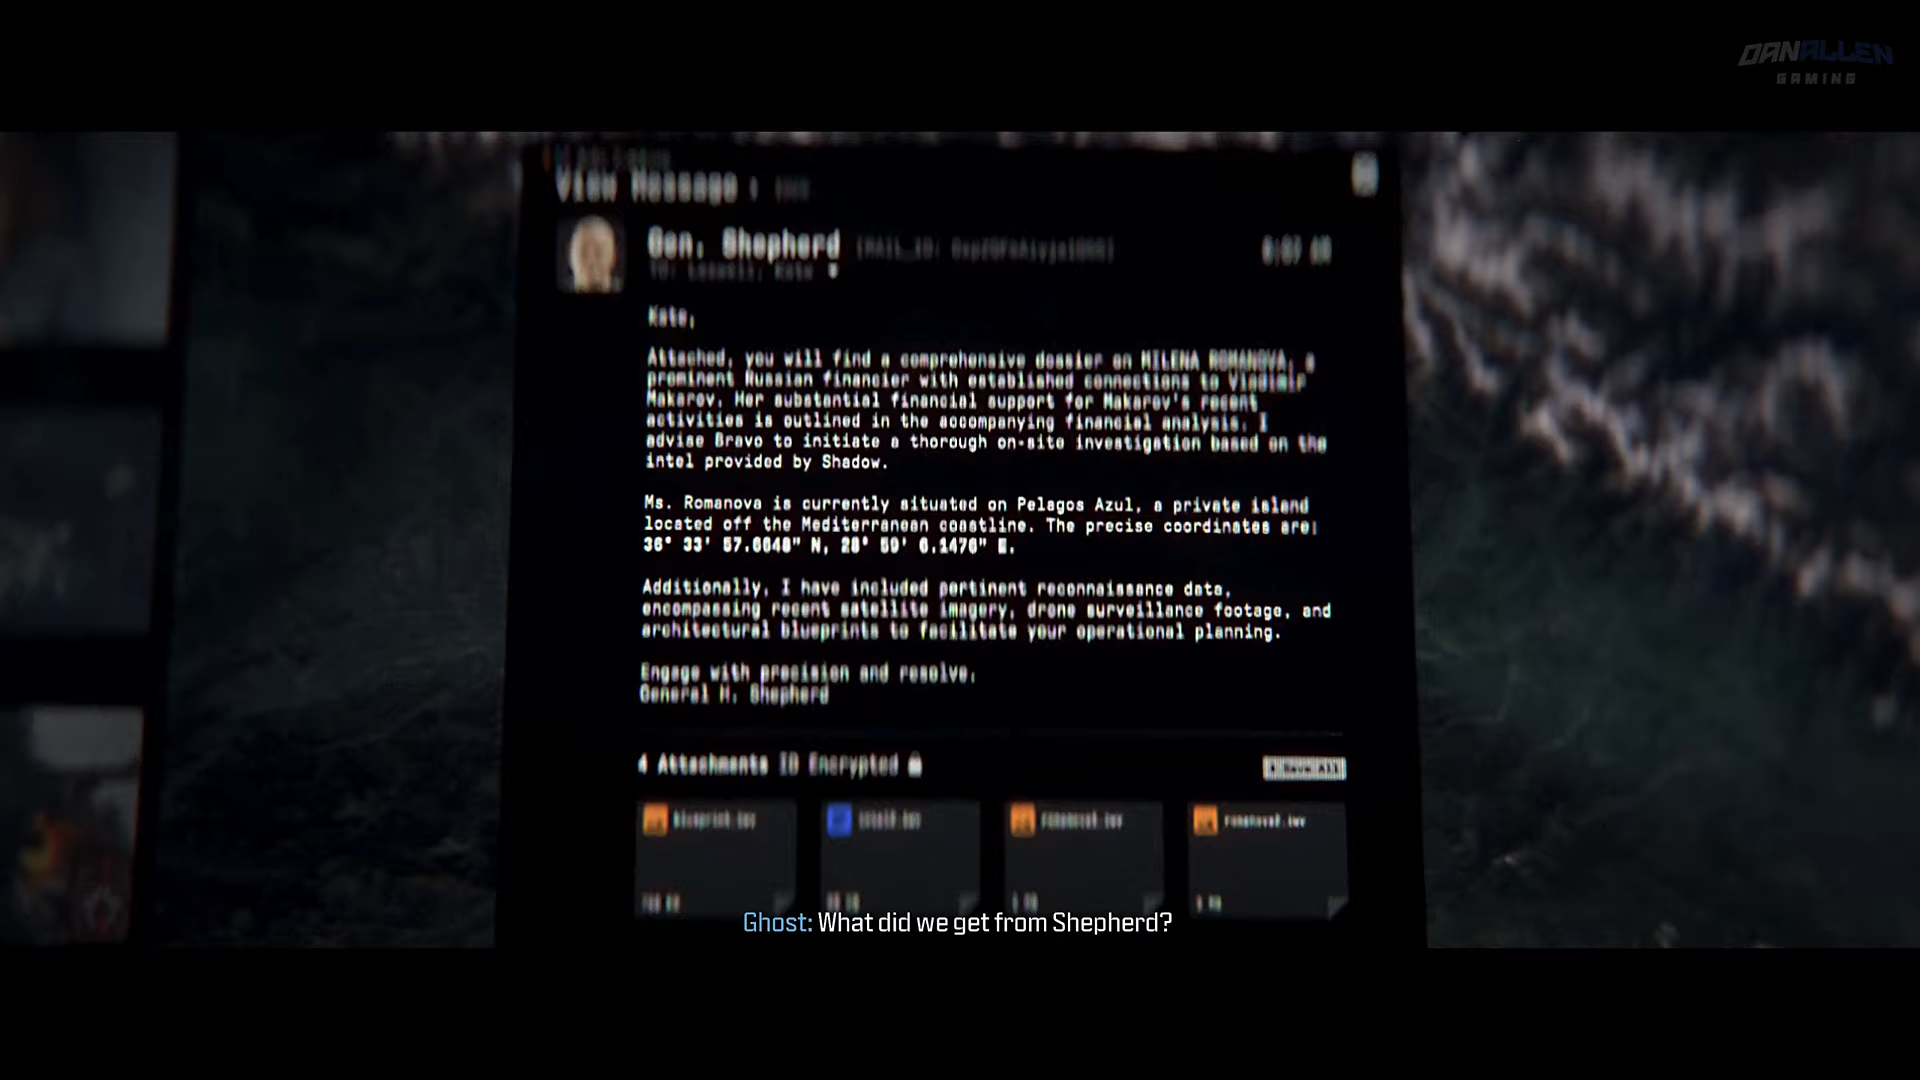 DANALLEN
GAMING
View Message
Gen. Shepherd
Kate,
Attached, you will find a comprehensive dossier on MILENA ROMANOVA, a
prominent Russian financier with established connections to Vladimir
Makarov. Her substantial financial support for Makarov's recent
activities is outlined in the accompanying financial analysis. I
advise Bravo to initiate a thorough on-site investigation based on the
intel provided by Shadow.
Ms. Romanova is currently situated on Pelagos Azul, a private island
located off the Mediterranean coastline. The precise coordinates are:
36° 33' N, E.
Additionally, I have included pertinent reconnaissance data,
encompassing recent satellite imagery, drone surveillance footage, and
architectural blueprints to facilitate your operational planning.
Engage with precision and resolve,
General H. Shepherd
4 Attachments Encrypted
Ghost: What did we get from Shepherd?